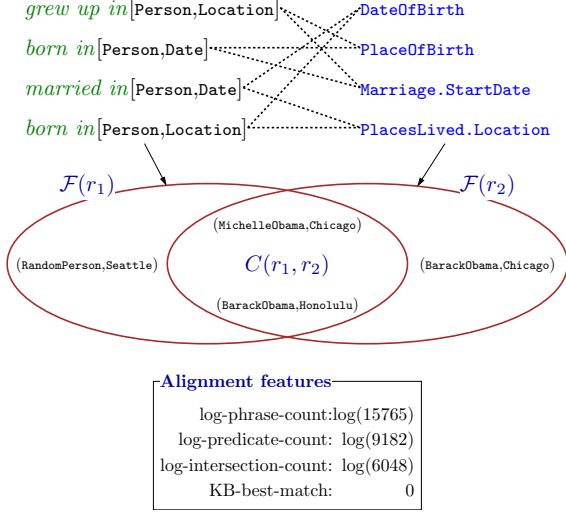 grew up in[Person,Location] DateOfBirth
born in[Person,Date] PlaceOfBirth
married in[Person,Date] Marriage.StartDate
born in[Person,Location] PlacesLived.Location
F(r1) F(r2)
(MichelleObama,Chicago)
(RandomPerson,Seattle) C(r1, r2) (BarackObama,Chicago)
(BarackObama,Honolulu)
Alignment features
log-phrase-count:log(15765)
log-predicate-count: log(9182)
log-intersection-count: log(6048)
KB-best-match: 0